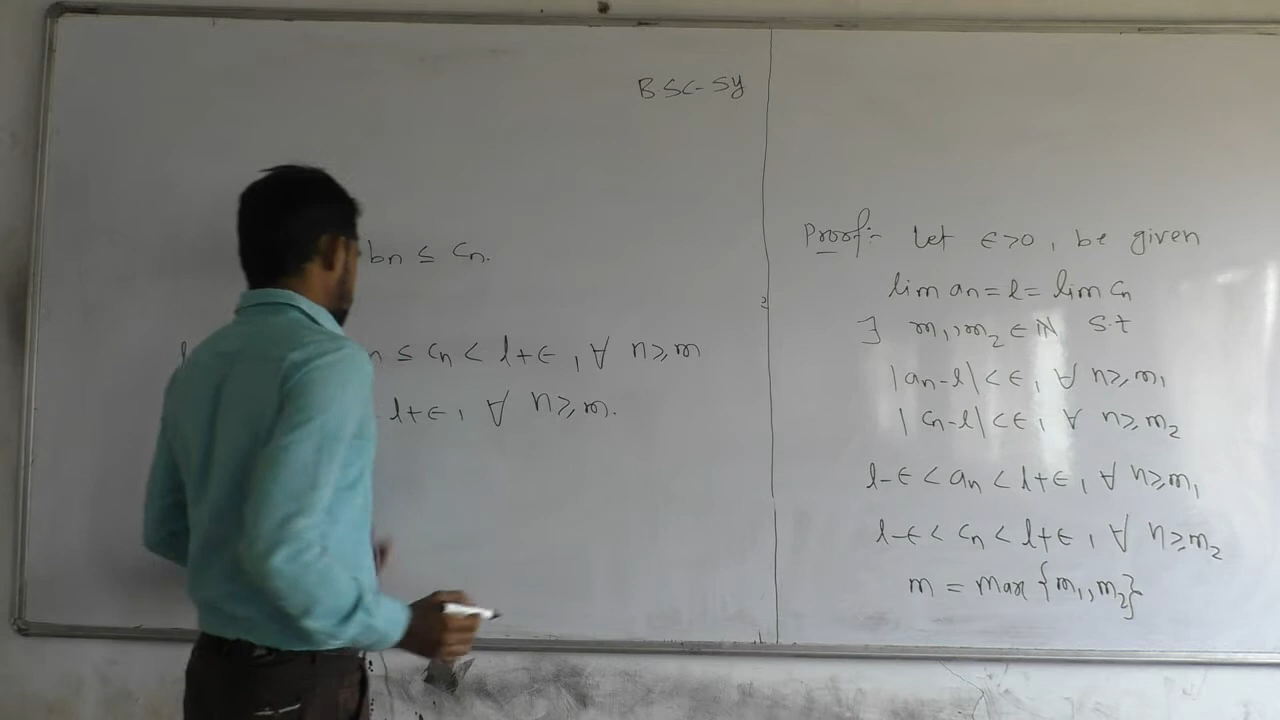 B.Sc-Sy
bn ≤ cn.
≤ cn < l+ϵ, ∀ n≥m
l+ϵ, ∀ n≥m.
Proof:- Let ϵ>0, be given
lim an = l = lim cn
∃ m1, m2 ∈ ℕ s.t
|an-l| < ϵ, ∀ n≥m1
|cn-l| < ϵ, ∀ n≥m2
l-ϵ < an < l+ϵ, ∀ n≥m1
l-ϵ < cn < l+ϵ, ∀ n≥m2
m = max {m1, m2}